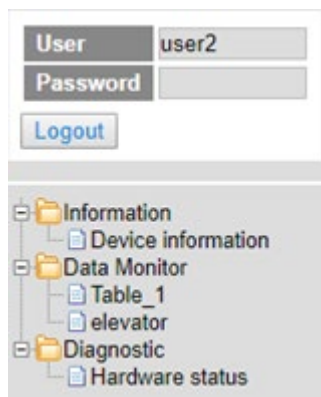 User user2
Password
Logout
Information
Device information
Data Monitor
Table_1
elevator
Diagnostic
Hardware status